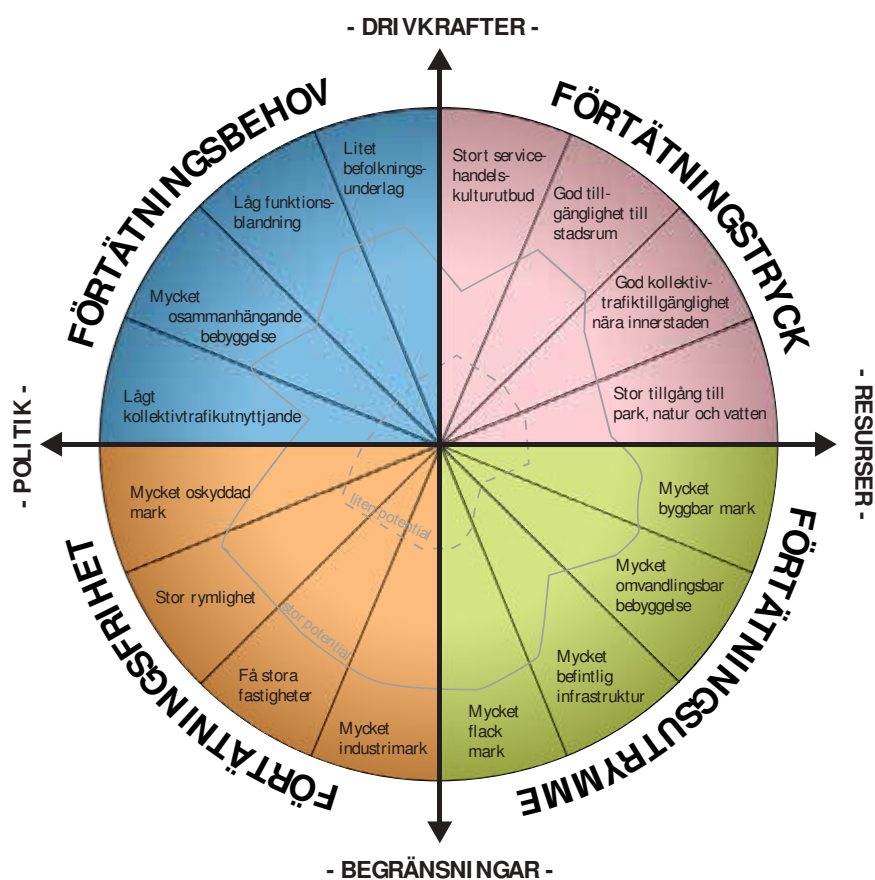 - DRIVKRAFTER -
FÖRTÄTNINGSBEHOV
FÖRTÄTNINGSTRYCK
Litet
befolknings-
underlag
Låg funktions-
blandning
Mycket
osammanhängande
bebyggelse
Lågt
kollektivtrafikutnyttjande
Stort service-
handels-
kulturutbud
God till-
gänglighet till
stadsrum
God kollektiv-
trafiktillgänglighet
nära innerstaden
Stor tillgång till
park, natur och vatten
- POLITIK -
- RESURSER -
Mycket oskyddad
mark
Stor rymlighet
Få stora
fastigheter
Mycket
industrimark
liten potential
stor potential
Mycket
byggbar mark
Mycket
omvandlingsbar
bebyggelse
Mycket
befintlig
infrastruktur
Mycket
flack
mark
FÖRTÄTNINGSFRIHET
FÖRTÄTNINGSUTRYMME
- BEGRÄNSNINGAR -